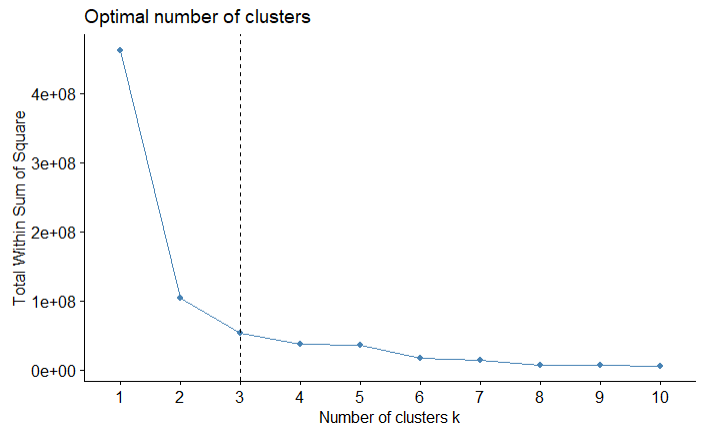 Optimal number of clusters
Total Within Sum of Square
4e+08
3e+08
2e+08
1e+08
0e+00
1 2 3 4 5 6 7 8 9 10
Number of clusters k